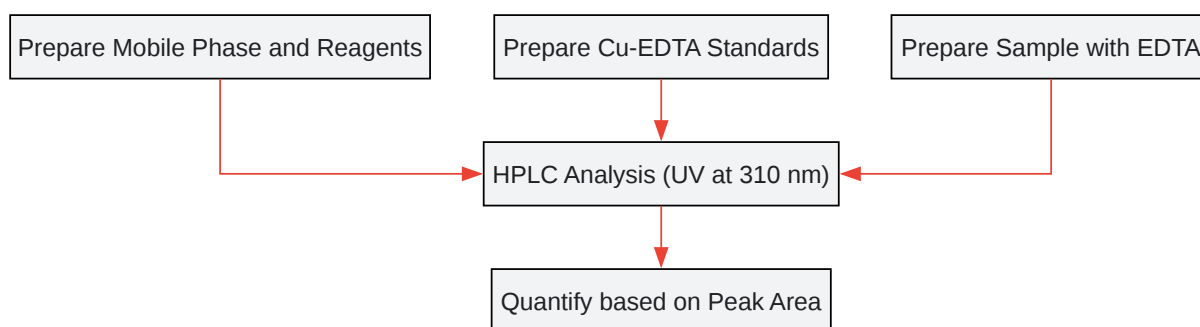 Prepare Mobile Phase and Reagents
Prepare Cu-EDTA Standards
Prepare Sample with EDTA
HPLC Analysis (UV at 310 nm)
Quantify based on Peak Area